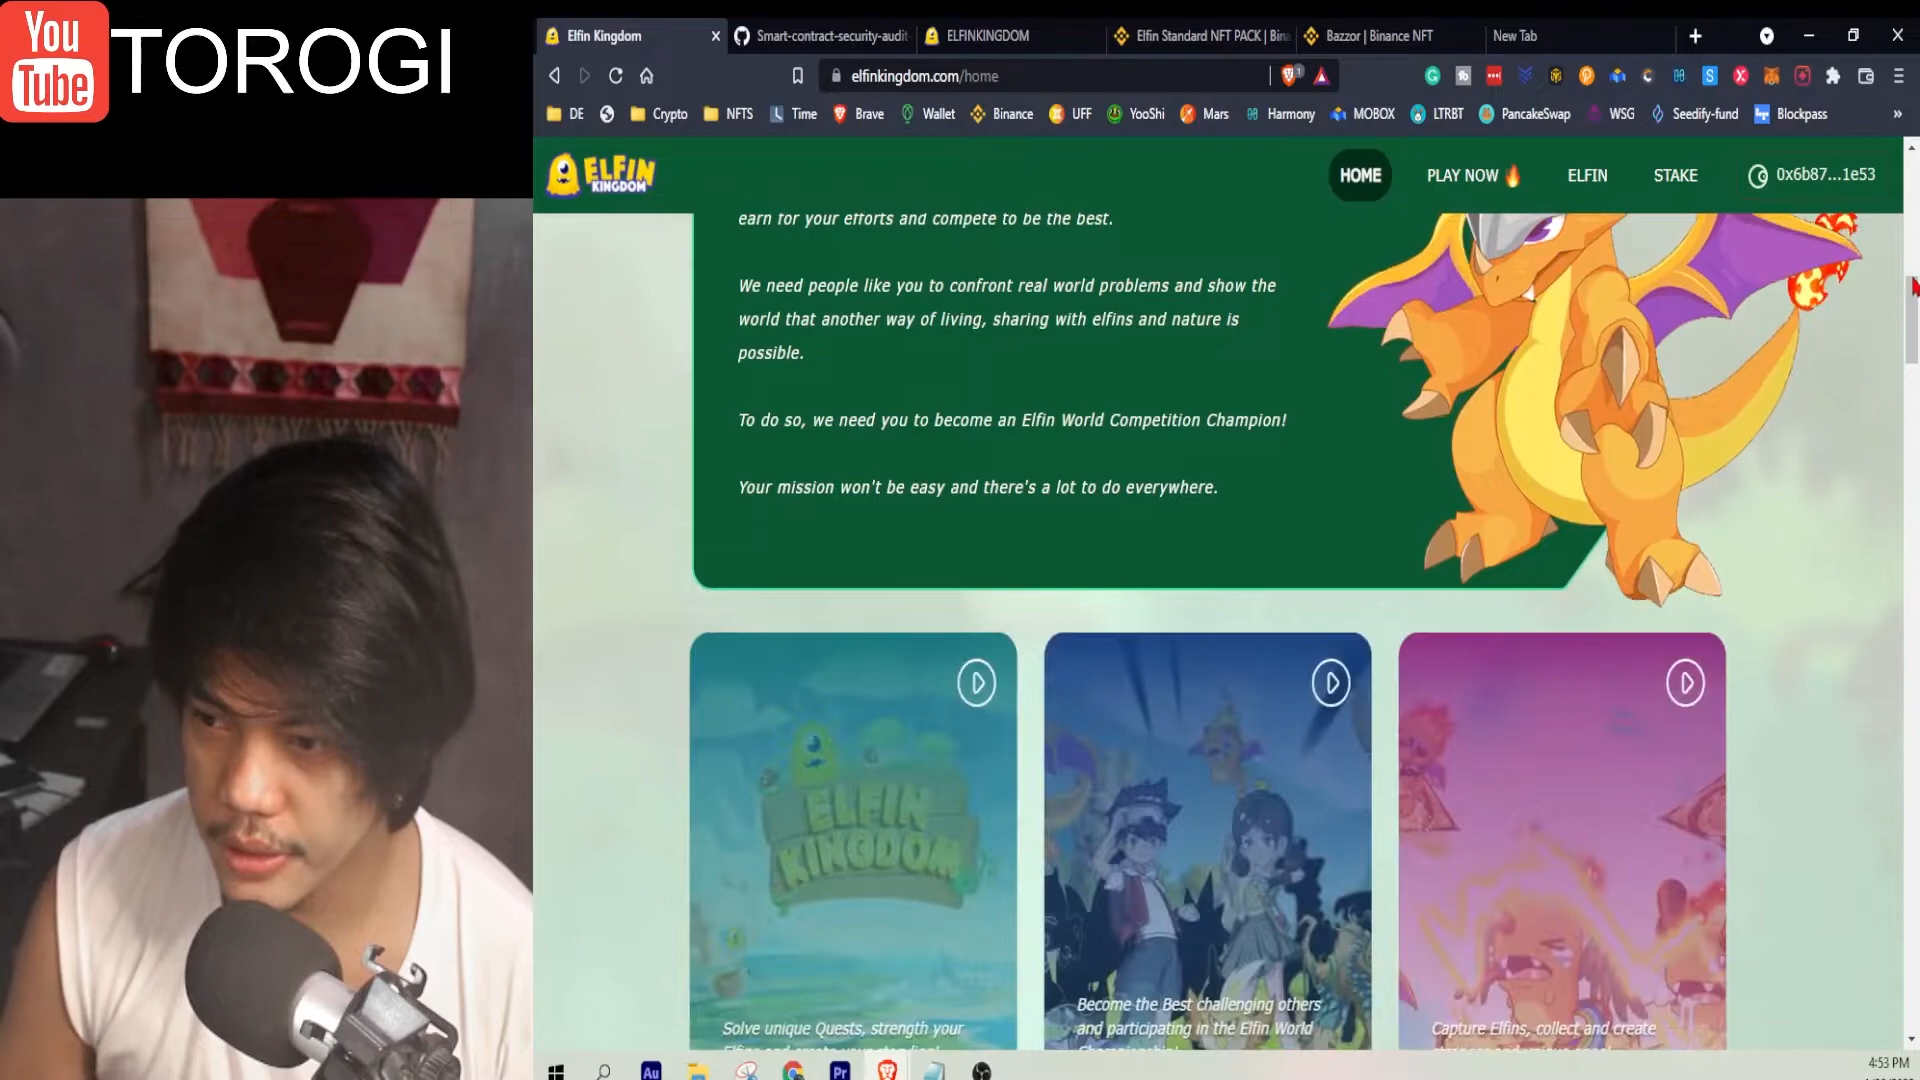 You
Tube
TOROGI
Elfin Kingdom
Smart-contract-security-audit
ELFINKINGDOM
Elfin Standard NFT PACK | Bin
Bazzor | Binance NFT
New Tab
elfinkingdom.com/home
DE
Crypto
NFTS
Time
Brave
Wallet
Binance
UFF
YooShi
Mars
Harmony
MOBOX
LTRBT
PancakeSwap
WSG
Seedify-fund
Blockpass
»
ELFIN
KINGDOM
HOME
PLAY NOW
ELFIN
STAKE
0x6b87...1e53
earn for your efforts and compete to be the best.
We need people like you to confront real world problems and show the
world that another way of living, sharing with elfins and nature is
possible.
To do so, we need you to become an Elfin World Competition Champion!
Your mission won't be easy and there's a lot to do everywhere.
ELFIN
KINGDOM
Solve unique Quests, strength your
Become the Best challenging others
and participating in the Elfin World
Capture Elfins, collect and create
Au
Pr
4:53 PM